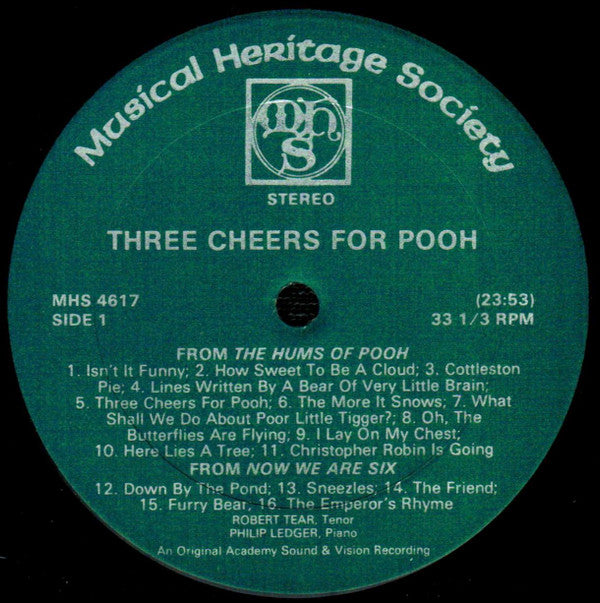 Musical Heritage Society
mhs
STEREO
THREE CHEERS FOR POOH
MHS 4617 (23:53)
SIDE 1 33 1/3 RPM
FROM THE HUMS OF POOH
1. Isn't It Funny; 2. How Sweet To Be A Cloud; 3. Cottleston
Pie; 4. Lines Written By A Bear Of Very Little Brain;
5. Three Cheers For Pooh; 6. The More It Snows; 7. What
Shall We Do About Poor Little Tigger?; 8. Oh, The
Butterflies Are Flying; 9. I Lay On My Chest;
10. Here Lies A Tree; 11. Christopher Robin Is Going
FROM NOW WE ARE SIX
12. Down By The Pond; 13. Sneezles; 14. The Friend;
15. Furry Bear; 16. The Emperor's Rhyme
ROBERT TEAR, Tenor
PHILIP LEDGER, Piano
An Original Academy Sound & Vision Recording